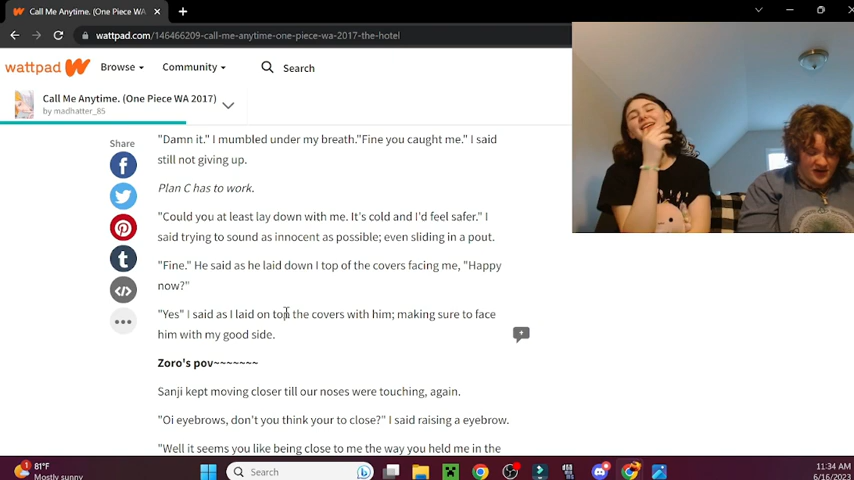 Call Me Anytime. (One Piece WA
wattpad.com/146466209-call-me-anytime-one-piece-wa-2017-the-hotel
wattpad
Browse
Community
Search
Call Me Anytime. (One Piece WA 2017)
by madhatter_85
Share
"Damn it." I mumbled under my breath."Fine you caught me." I said
still not giving up.
Plan C has to work.
"Could you at least lay down with me. It's cold and I'd feel safer." I
said trying to sound as innocent as possible; even sliding in a pout.
"Fine." He said as he laid down I top of the covers facing me, "Happy
now?"
"Yes" I said as I laid on top the covers with him; making sure to face
him with my good side.
Zoro's pov~~~~~~~
Sanji kept moving closer till our noses were touching, again.
"Oi eyebrows, don't you think your to close?" I said raising a eyebrow.
"Well it seems you like being close to me the way you held me in the
81°F
Mostly sunny
Search
11:34 AM
6/16/2023